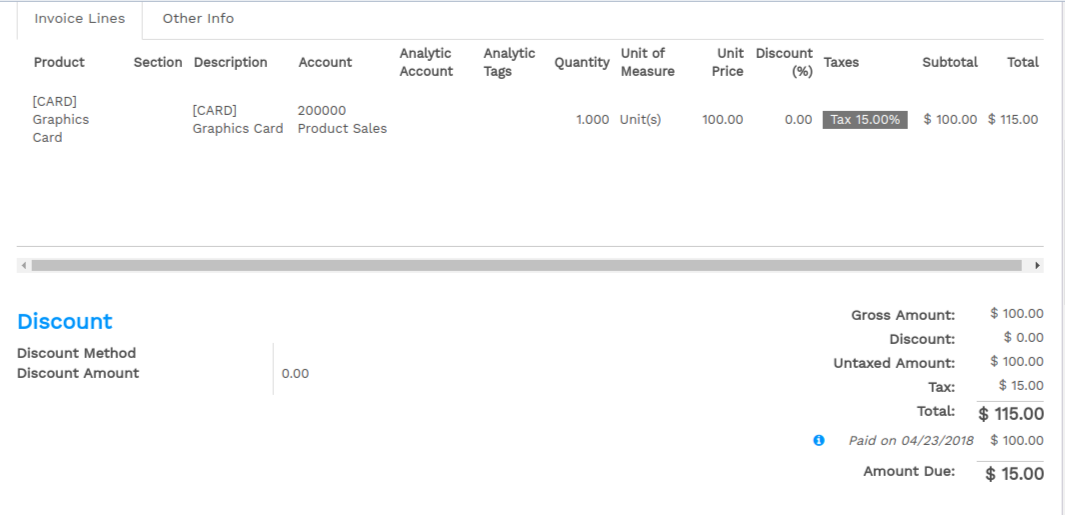 Invoice Lines Other Info
Product Section Description Account Analytic Account Analytic Tags Quantity Unit of Measure Unit Price Discount (%) Taxes Subtotal Total
[CARD] Graphics Card [CARD] Graphics Card 200000 Product Sales 1.000 Unit(s) 100.00 0.00 Tax 15.00% $ 100.00 $ 115.00
Discount
Discount Method
Discount Amount 0.00
Gross Amount: $ 100.00
Discount: $ 0.00
Untaxed Amount: $ 100.00
Tax: $ 15.00
Total: $ 115.00
Paid on 04/23/2018 $ 100.00
Amount Due: $ 15.00